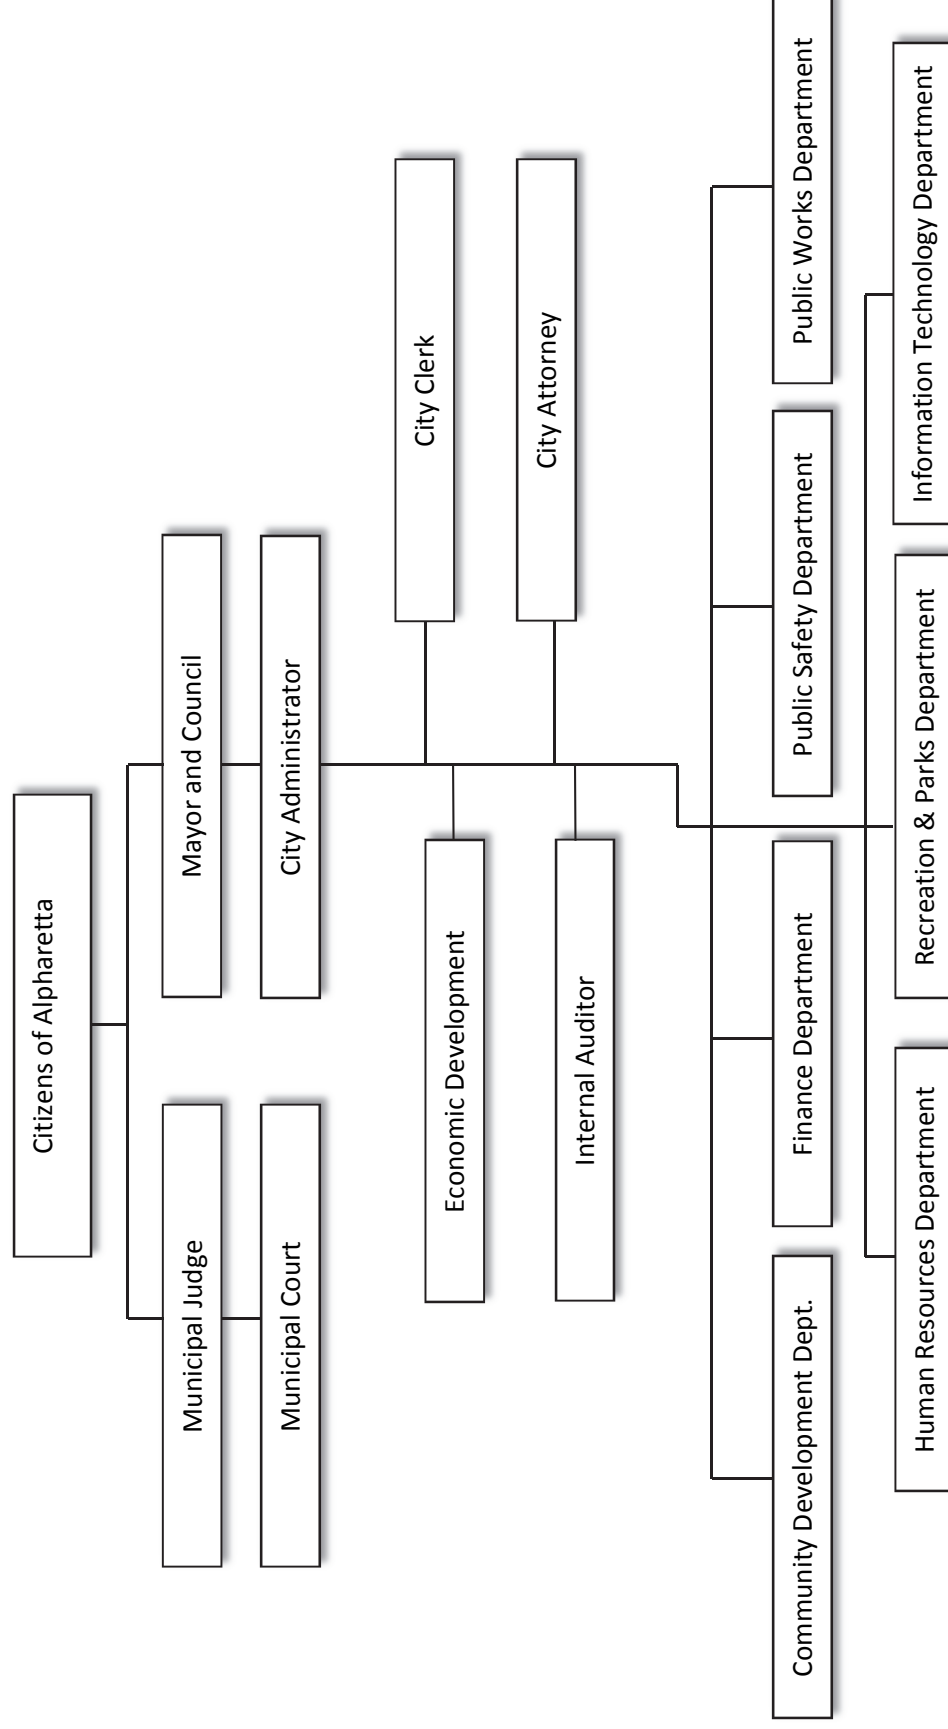 Citizens of Alpharetta
Municipal Judge
Mayor and Council
Municipal Court
City Administrator
City Clerk
Economic Development
City Attorney
Internal Auditor
Community Development Dept.
Finance Department
Public Safety Department
Public Works Department
Human Resources Department
Recreation & Parks Department
Information Technology Department